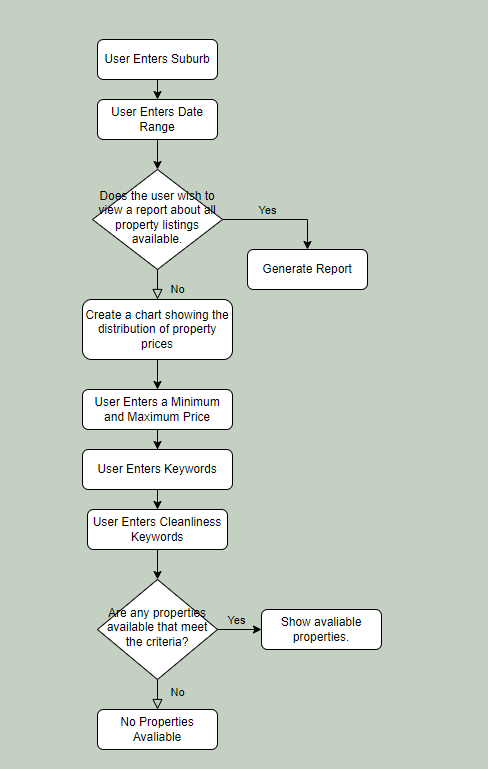 User Enters Suburb
User Enters Date
Range
Does the user wish to
view a report about all
property listings
available.
Yes
Generate Report
No
Create a chart showing the
distribution of property
prices
User Enters a Minimum
and Maximum Price
User Enters Keywords
User Enters Cleanliness
Keywords
Are any properties
available that meet
the criteria?
Yes
Show avaliable
properties.
No
No Properties
Avaliable